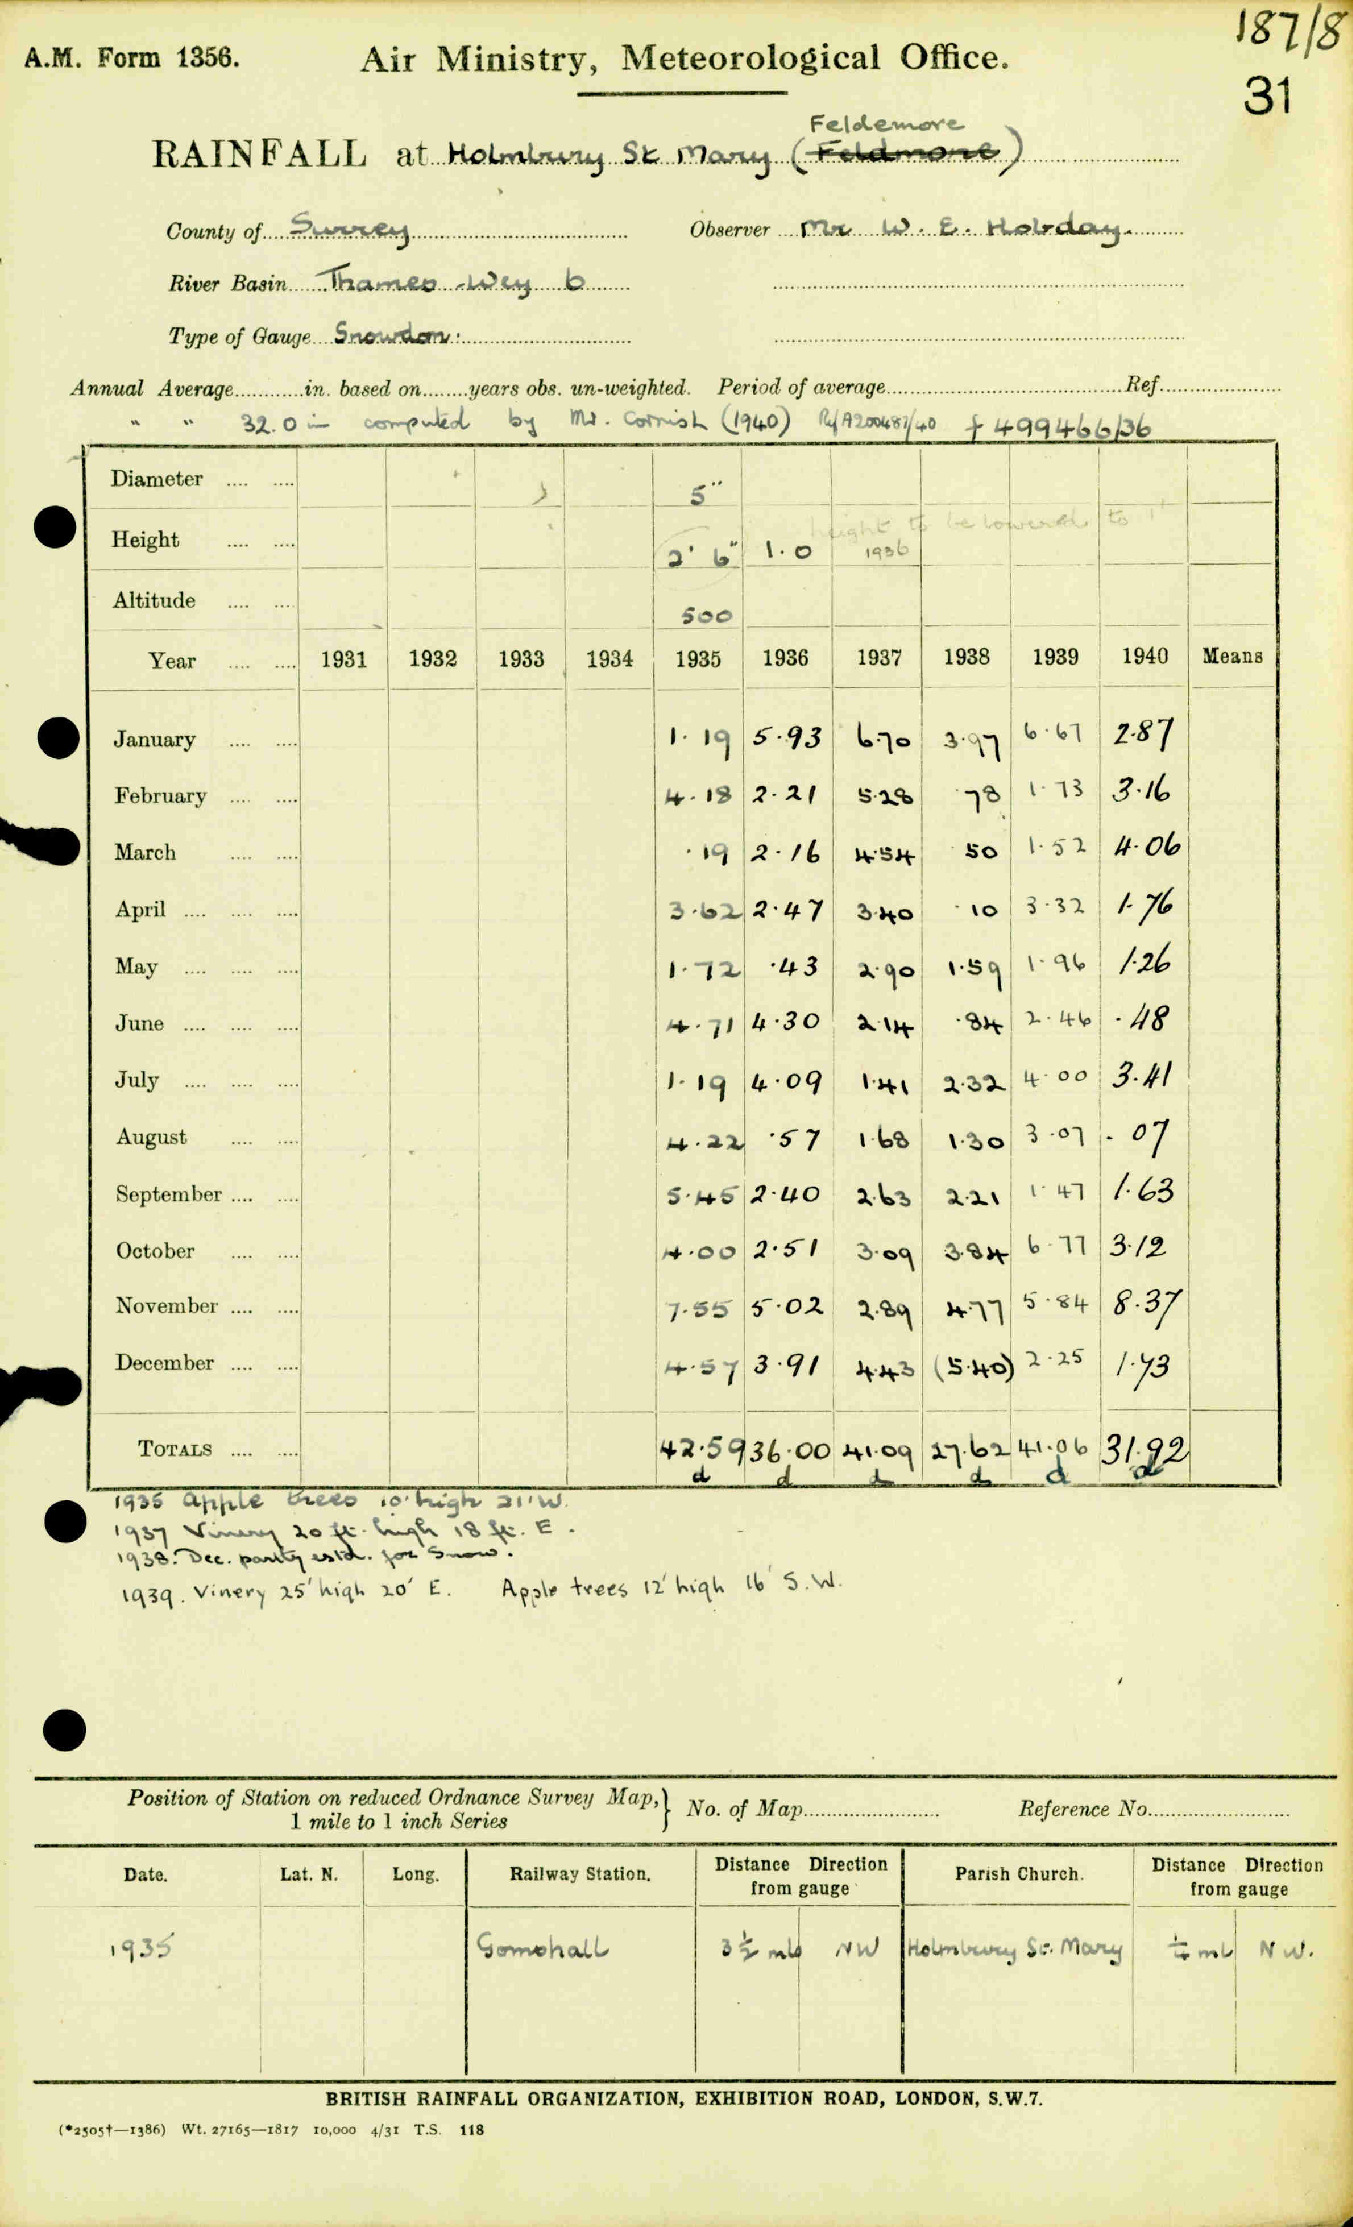 187/8
A.M. Form 1356. Air Ministry, Meteorological Office.
31
Feldemore
RAINFALL at Holmbury St Mary (Feldmore)
County of Surrey Observer Mr W. E. Hobday.
River Basin Thames - Wey 6
Type of Gauge Snowdon
Annual Average in. based on years obs. un-weighted. Period of average Ref.
" " 32.0 in computed by Mr. Cornish (1940) Rf A200482/40 f 499466/36
Diameter 5"
height to be lowered to 1'
Height 2' 6" 1.0 1936
Altitude 500
Year 1931 1932 1933 1934 1935 1936 1937 1938 1939 1940 Means
January 1.19 5.93 6.70 3.97 6.67 2.87
February 4.18 2.21 5.28 .78 1.73 3.16
March .19 2.16 4.54 .50 1.52 4.06
April 3.62 2.47 3.40 .10 3.32 1.76
May 1.72 .43 2.90 1.59 1.96 1.26
June 4.71 4.30 2.14 .84 2.46 .48
July 1.19 4.09 1.41 2.32 4.00 3.41
August 4.22 .57 1.68 1.30 3.07 .07
September 5.45 2.40 2.63 2.21 1.47 1.63
October 4.00 2.51 3.09 3.84 6.77 3.12
November 7.55 5.02 2.89 4.77 5.84 8.37
December 4.57 3.91 4.43 (5.40) 2.25 1.73
TOTALS 42.59 36.00 41.09 27.62 41.06 31.92
d d d d d d
1935 Apple trees 10' high 21' W.
1937 Vinery 20 ft. high 18 ft. E.
1938. Dec. partly estd. for Snow.
1939. Vinery 25' high 20' E. Apple trees 12' high 16' S.W.
Position of Station on reduced Ordnance Survey Map,} No. of Map Reference No.
1 mile to 1 inch Series
Date. Lat. N. Long. Railway Station. Distance Direction from gauge Parish Church. Distance Direction from gauge
1935 Gomshall 3½ mls NW Holmbury St. Mary ¼ ml N W.
BRITISH RAINFALL ORGANIZATION, EXHIBITION ROAD, LONDON, S.W.7.
(*2505†—1386) Wt. 27165—1817 10,000 4/31 T.S. 118